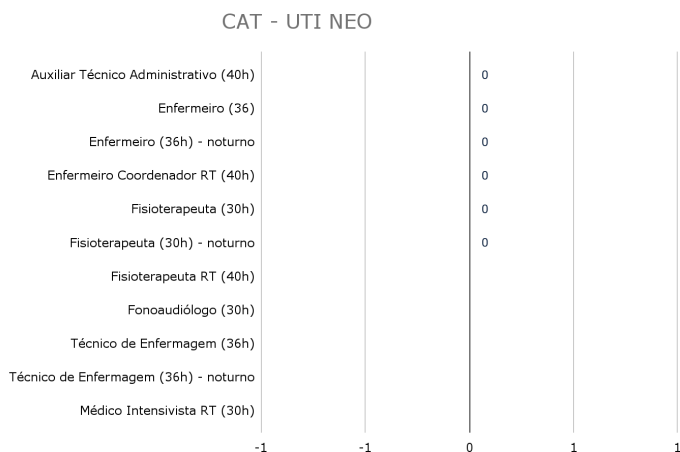 CAT - UTI NEO
Auxiliar Técnico Administrativo (40h) 0
Enfermeiro (36) 0
Enfermeiro (36h) - noturno 0
Enfermeiro Coordenador RT (40h) 0
Fisioterapeuta (30h) 0
Fisioterapeuta (30h) - noturno 0
Fisioterapeuta RT (40h)
Fonoaudiólogo (30h)
Técnico de Enfermagem (36h)
Técnico de Enfermagem (36h) - noturno
Médico Intensivista RT (30h)
-1 -1 0 1 1